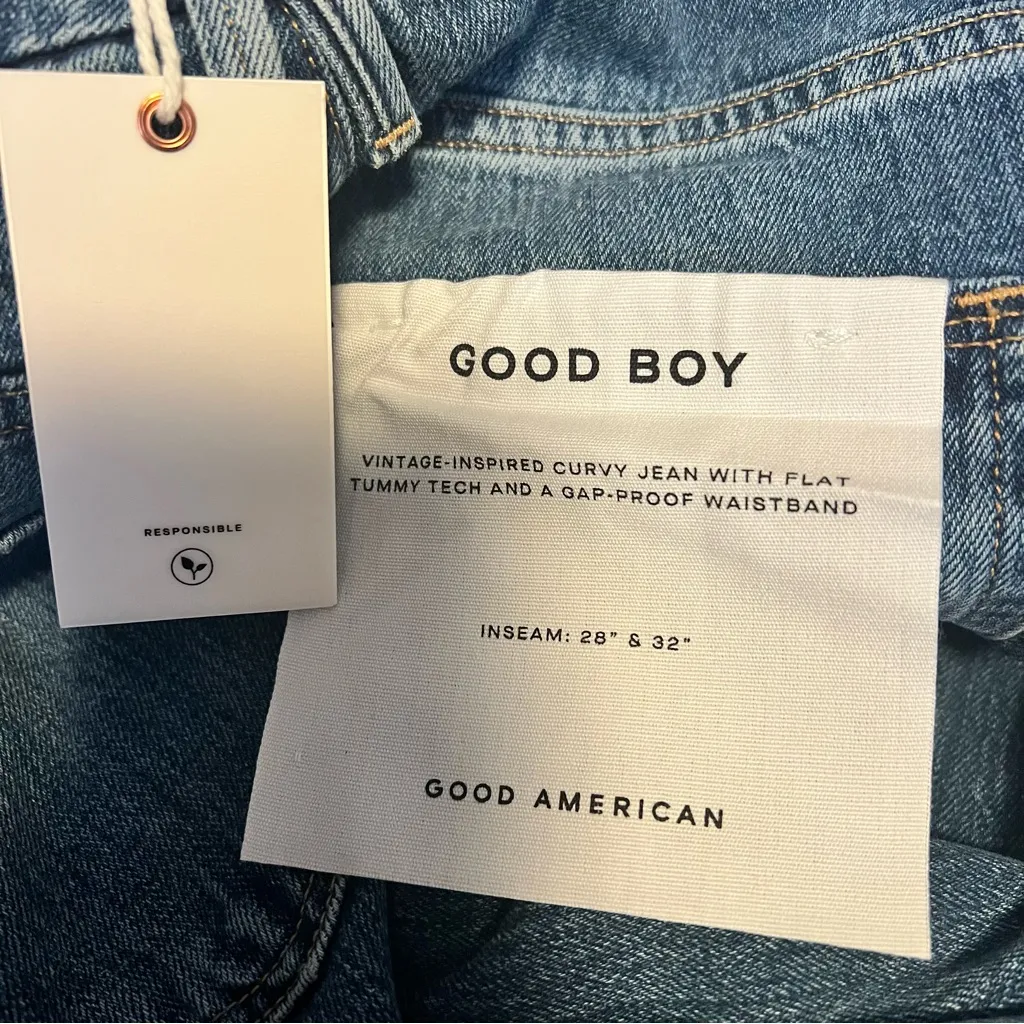 RESPONSIBLE
GOOD BOY
VINTAGE-INSPIRED CURVY JEAN WITH FLAT
TUMMY TECH AND A GAP-PROOF WAISTBAND
INSEAM: 28" & 32"
GOOD AMERICAN